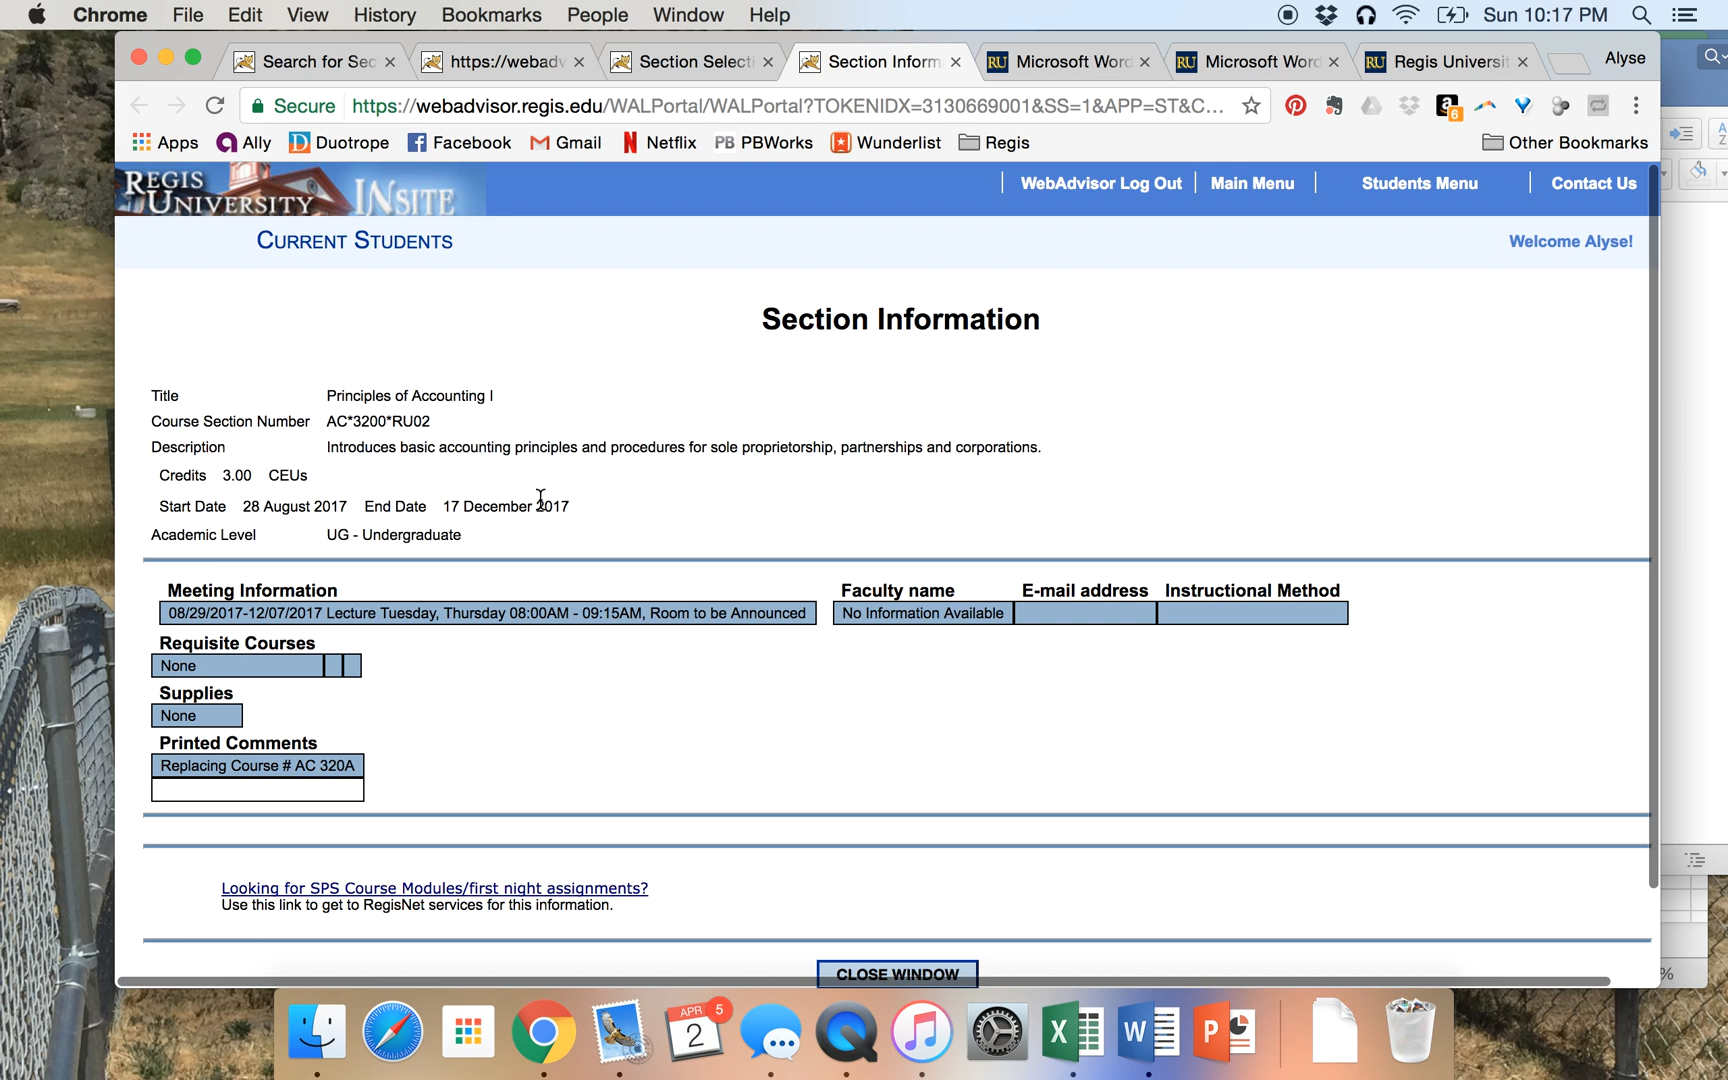 Chrome File Edit View History Bookmarks People Window Help Sun 10:17 PM
Search for Sec https://webadv Section Selecti Section Inform RU Microsoft Word RU Microsoft Word RU Regis Universit Alyse
Secure https://webadvisor.regis.edu/WALPortal/WALPortal?TOKENIDX=3130669001&SS=1&APP=ST&C... a 6
Apps Ally D Duotrope Facebook Gmail Netflix PB PBWorks Wunderlist Regis Other Bookmarks
REGIS UNIVERSITY INSITE WebAdvisor Log Out Main Menu Students Menu Contact Us
CURRENT STUDENTS Welcome Alyse!
Section Information
Title Principles of Accounting I
Course Section Number AC*3200*RU02
Description Introduces basic accounting principles and procedures for sole proprietorship, partnerships and corporations.
Credits 3.00 CEUs
Start Date 28 August 2017 End Date 17 December 2017
Academic Level UG - Undergraduate
Meeting Information Faculty name E-mail address Instructional Method
08/29/2017-12/07/2017 Lecture Tuesday, Thursday 08:00AM - 09:15AM, Room to be Announced No Information Available
Requisite Courses
None
Supplies
None
Printed Comments
Replacing Course # AC 320A
Looking for SPS Course Modules/first night assignments?
Use this link to get to RegisNet services for this information.
CLOSE WINDOW
%
APR 2 5 X W P